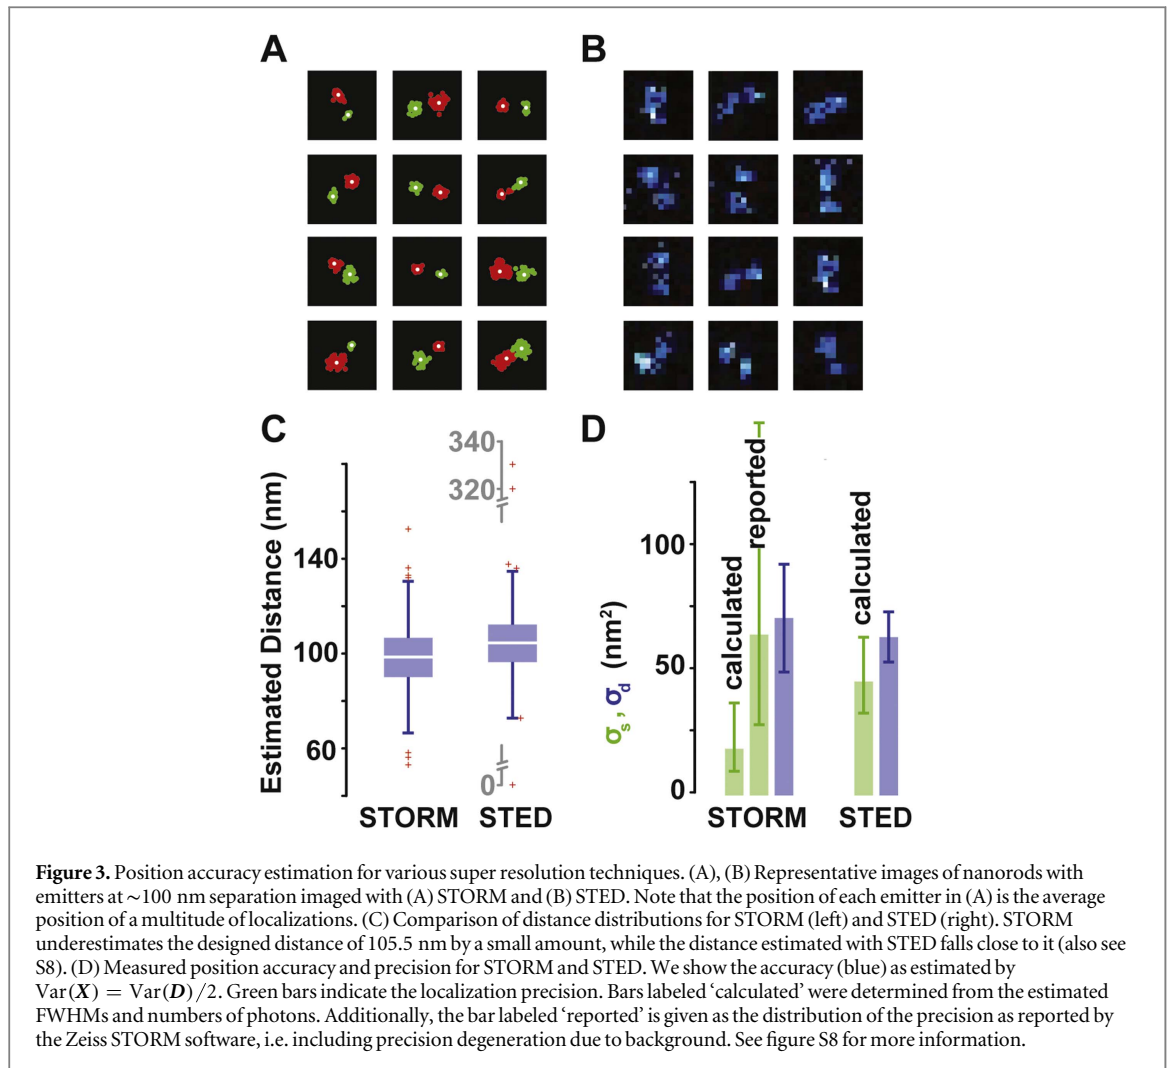 A
B
C
D
Estimated Distance (nm)
140
100
60
340
320
0
STORM
STED
σs , σd (nm²)
100
50
0
calculated
reported
calculated
STORM
STED
Figure 3. Position accuracy estimation for various super resolution techniques. (A), (B) Representative images of nanorods with
emitters at ~100 nm separation imaged with (A) STORM and (B) STED. Note that the position of each emitter in (A) is the average
position of a multitude of localizations. (C) Comparison of distance distributions for STORM (left) and STED (right). STORM
underestimates the designed distance of 105.5 nm by a small amount, while the distance estimated with STED falls close to it (also see
S8). (D) Measured position accuracy and precision for STORM and STED. We show the accuracy (blue) as estimated by
Var(X) = Var(D)/2. Green bars indicate the localization precision. Bars labeled ‘calculated’ were determined from the estimated
FWHMs and numbers of photons. Additionally, the bar labeled ‘reported’ is given as the distribution of the precision as reported by
the Zeiss STORM software, i.e. including precision degeneration due to background. See figure S8 for more information.